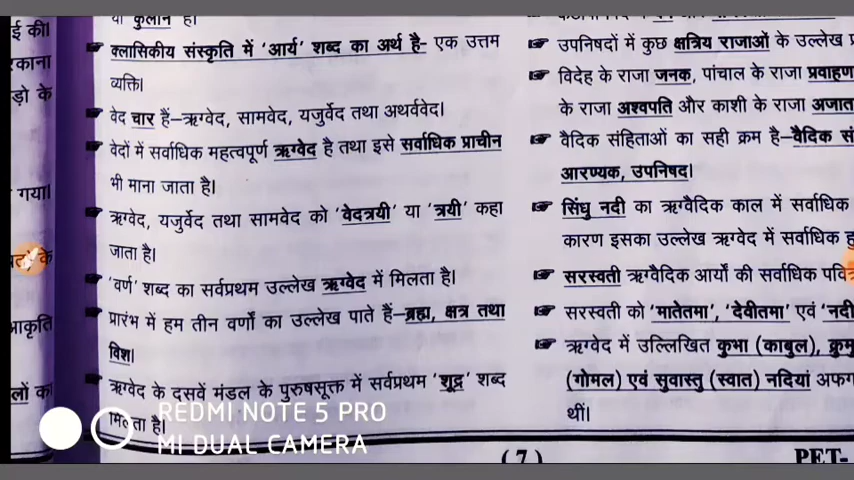 या कुलीन है।
क्लासिकीय संस्कृति में ‘आर्य’ शब्द का अर्थ है- एक उत्तम
व्यक्ति।
वेद चार हैं–ऋग्वेद, सामवेद, यजुर्वेद तथा अथर्ववेद।
वेदों में सर्वाधिक महत्वपूर्ण ऋग्वेद है तथा इसे सर्वाधिक प्राचीन
भी माना जाता है।
ऋग्वेद, यजुर्वेद तथा सामवेद को ‘वेदत्रयी’ या ‘त्रयी’ कहा
जाता है।
‘वर्ण’ शब्द का सर्वप्रथम उल्लेख ऋग्वेद में मिलता है।
प्रारंभ में हम तीन वर्णों का उल्लेख पाते हैं–ब्रह्म, क्षत्र तथा
विश।
ऋग्वेद के दसवें मंडल के पुरुषसूक्त में सर्वप्रथम ‘शूद्र’ शब्द
मिलता है।
उपनिषदों में कुछ क्षत्रिय राजाओं के उल्लेख
विदेह के राजा जनक, पांचाल के राजा प्रवाहण
के राजा अश्वपति और काशी के राजा अजात
वैदिक संहिताओं का सही क्रम है–वैदिक सं
आरण्यक, उपनिषद।
सिंधु नदी का ऋग्वैदिक काल में सर्वाधिक
कारण इसका उल्लेख ऋग्वेद में सर्वाधिक
सरस्वती ऋग्वैदिक आर्यों की सर्वाधिक
सरस्वती को ‘मातेतमा’, ‘देवीतमा’ एवं ‘नदी
ऋग्वेद में उल्लिखित कुभा (काबुल), क्रुमु
(गोमल) एवं सुवास्तु (स्वात) नदियां अफग
थीं।
ई की।
रकाना
ड़ो के
गया।
के
आकृति
लों का
(7)
PET-
REDMI NOTE 5 PRO
MI DUAL CAMERA